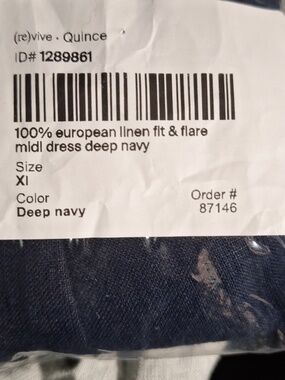 (re)vive · Quince
ID# 1289861
100% european linen fit & flare
midi dress deep navy
Size
Xl
Color
Deep navy
Order #
87146